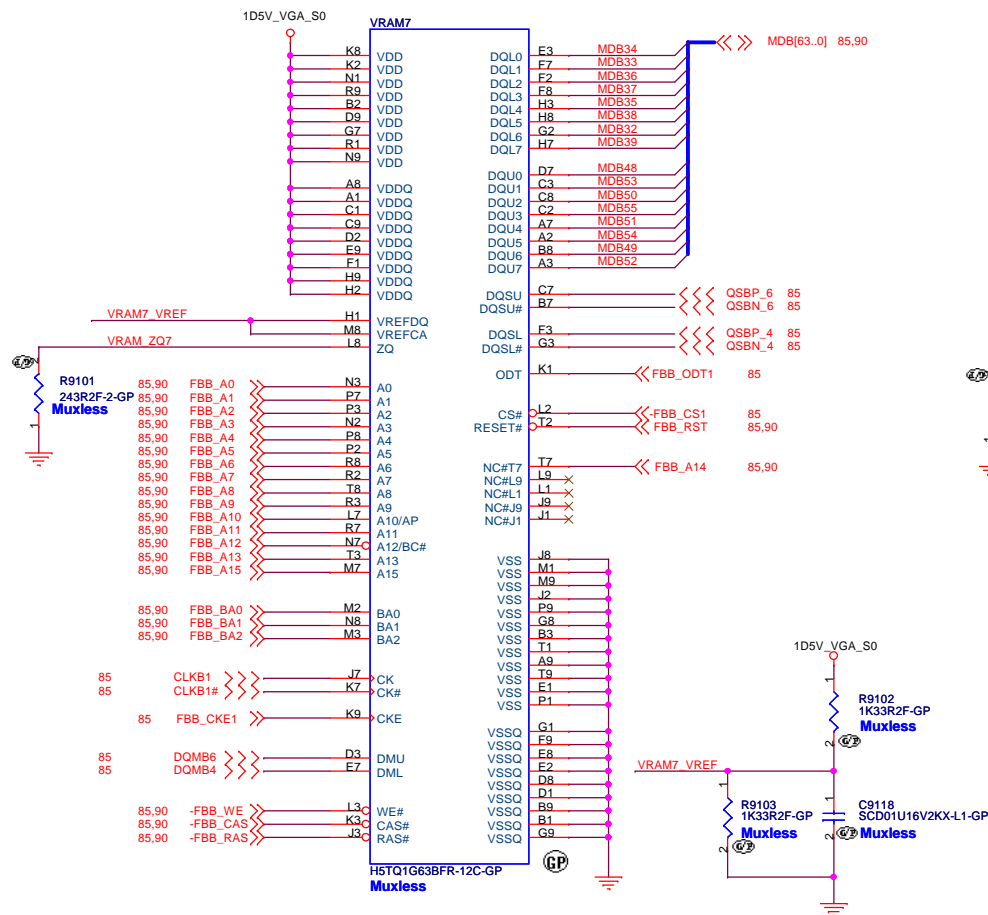 1D5V_VGA_S0
VRAM7
K8 VDD
K2 VDD
N1 VDD
R9 VDD
B2 VDD
D9 VDD
G7 VDD
R1 VDD
N9 VDD
A8 VDDQ
A1 VDDQ
C1 VDDQ
C9 VDDQ
D2 VDDQ
E9 VDDQ
F1 VDDQ
H9 VDDQ
H2 VDDQ
VRAM7_VREF H1 VREFDQ
M8 VREFCA
VRAM_ZQ7 L8 ZQ
2
R9101
243R2F-2-GP
Muxless
1
85,90 FBB_A0 N3 A0
85,90 FBB_A1 P7 A1
85,90 FBB_A2 P3 A2
85,90 FBB_A3 N2 A3
85,90 FBB_A4 P8 A4
85,90 FBB_A5 P2 A5
85,90 FBB_A6 R8 A6
85,90 FBB_A7 R2 A7
85,90 FBB_A8 T8 A8
85,90 FBB_A9 R3 A9
85,90 FBB_A10 L7 A10/AP
85,90 FBB_A11 R7 A11
85,90 FBB_A12 N7 A12/BC#
85,90 FBB_A13 T3 A13
85,90 FBB_A15 M7 A15
85,90 FBB_BA0 M2 BA0
85,90 FBB_BA1 N8 BA1
85,90 FBB_BA2 M3 BA2
85 CLKB1 J7 CK
85 CLKB1# K7 CK#
85 FBB_CKE1 K9 CKE
85 DQMB6 D3 DMU
85 DQMB4 E7 DML
85,90 -FBB_WE L3 WE#
85,90 -FBB_CAS K3 CAS#
85,90 -FBB_RAS J3 RAS#
H5TQ1G63BFR-12C-GP
Muxless
MDB[63..0] 85,90
DQL0 E3 MDB34
DQL1 F7 MDB33
DQL2 F2 MDB36
DQL3 F8 MDB37
DQL4 H3 MDB35
DQL5 H8 MDB38
DQL6 G2 MDB32
DQL7 H7 MDB39
DQU0 D7 MDB48
DQU1 C3 MDB53
DQU2 C8 MDB50
DQU3 C2 MDB55
DQU4 A7 MDB51
DQU5 A2 MDB54
DQU6 B8 MDB49
DQU7 A3 MDB52
DQSU C7 QSBP_6 85
DQSU# B7 QSBN_6 85
DQSL F3 QSBP_4 85
DQSL# G3 QSBN_4 85
ODT K1 FBB_ODT1 85
CS# L2 -FBB_CS1 85
RESET# T2 FBB_RST 85,90
NC#T7 T7 FBB_A14 85,90
NC#L9 L9
NC#L1 L1
NC#J9 J9
NC#J1 J1
VSS J8
VSS M1
VSS M9
VSS J2
VSS P9
VSS G8
VSS B3
VSS T1
VSS A9
VSS T9
VSS E1
VSS P1
VSSQ G1
VSSQ F9
VSSQ E8
VSSQ E2
VSSQ D8
VSSQ D1
VSSQ B9
VSSQ B1
VSSQ G9
GP
1D5V_VGA_S0
1
R9102
1K33R2F-GP
Muxless
2 G/P
VRAM7_VREF
1
R9103
1K33R2F-GP
Muxless
2 G/P
1
C9118
SCD01U16V2KX-L1-GP
Muxless
2 G/P